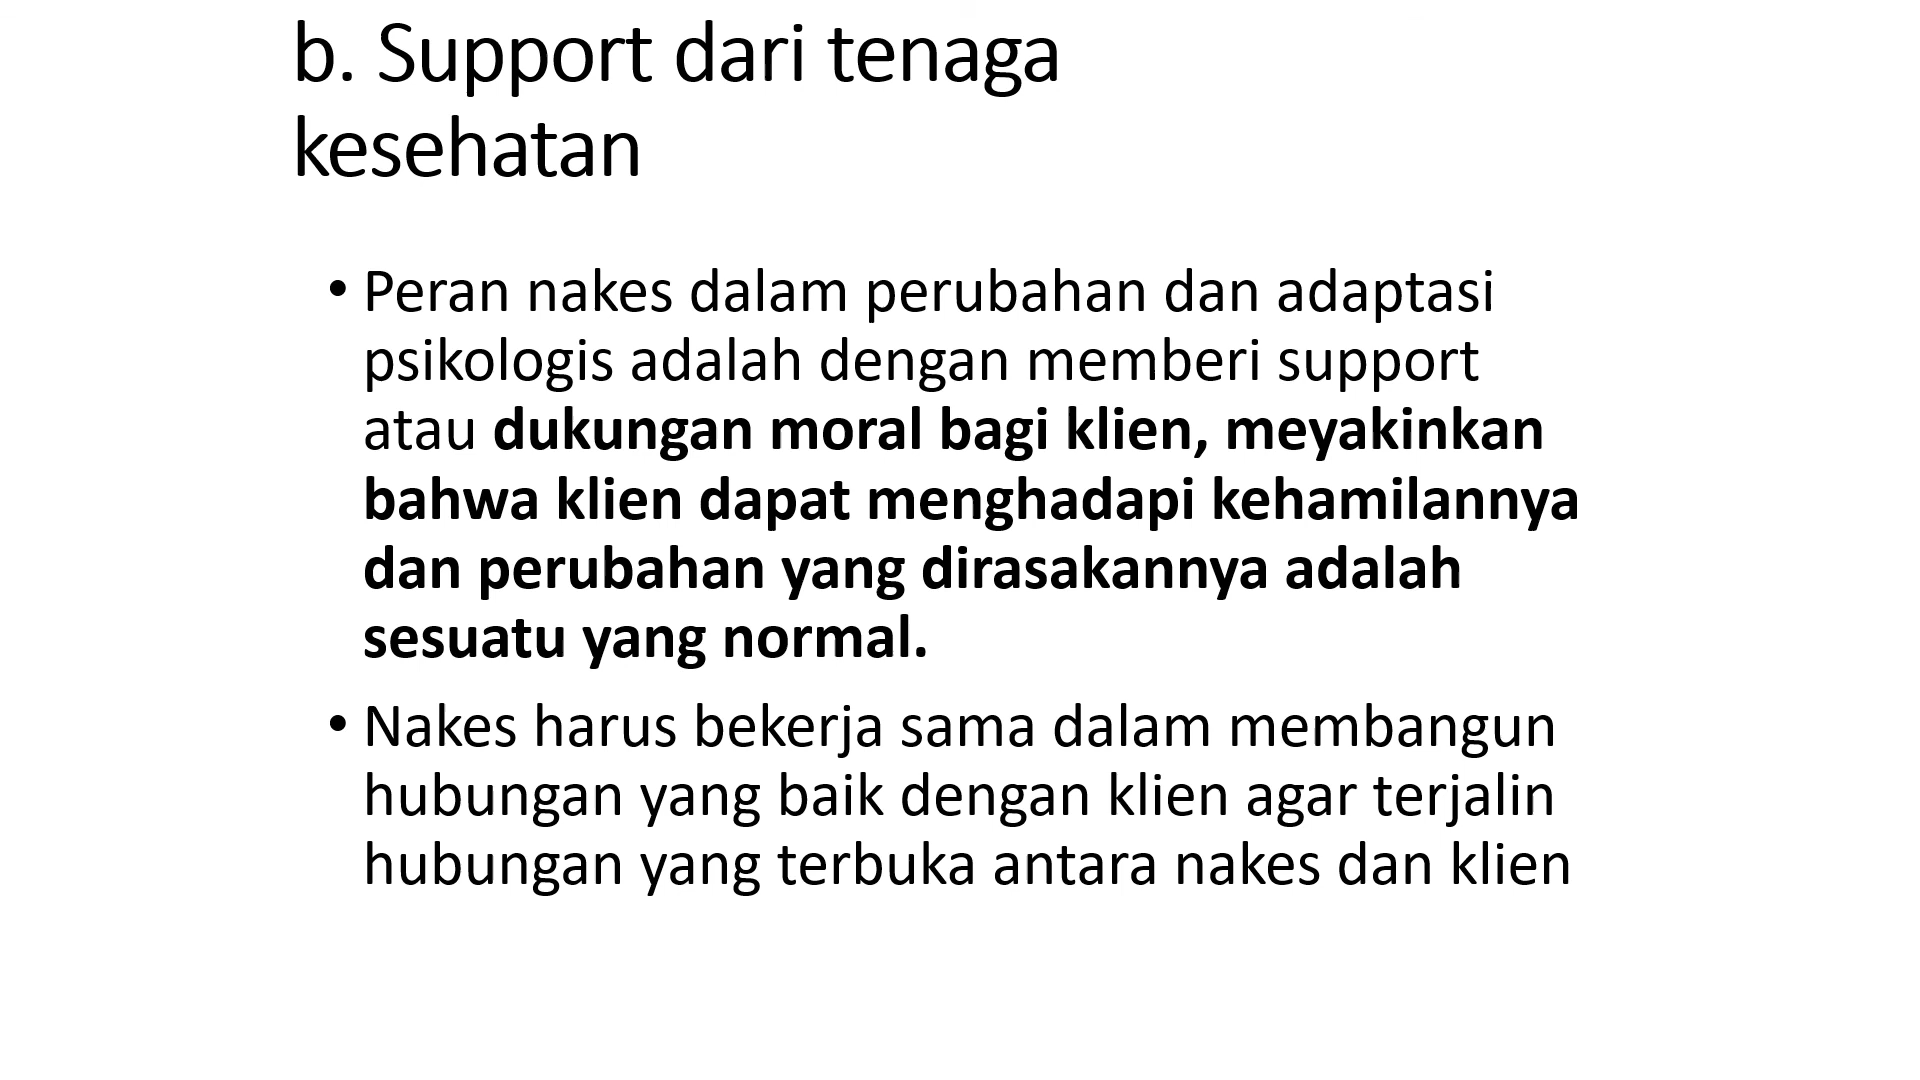 b. Support dari tenaga
kesehatan
• Peran nakes dalam perubahan dan adaptasi
psikologis adalah dengan memberi support
atau dukungan moral bagi klien, meyakinkan
bahwa klien dapat menghadapi kehamilannya
dan perubahan yang dirasakannya adalah
sesuatu yang normal.
• Nakes harus bekerja sama dalam membangun
hubungan yang baik dengan klien agar terjalin
hubungan yang terbuka antara nakes dan klien